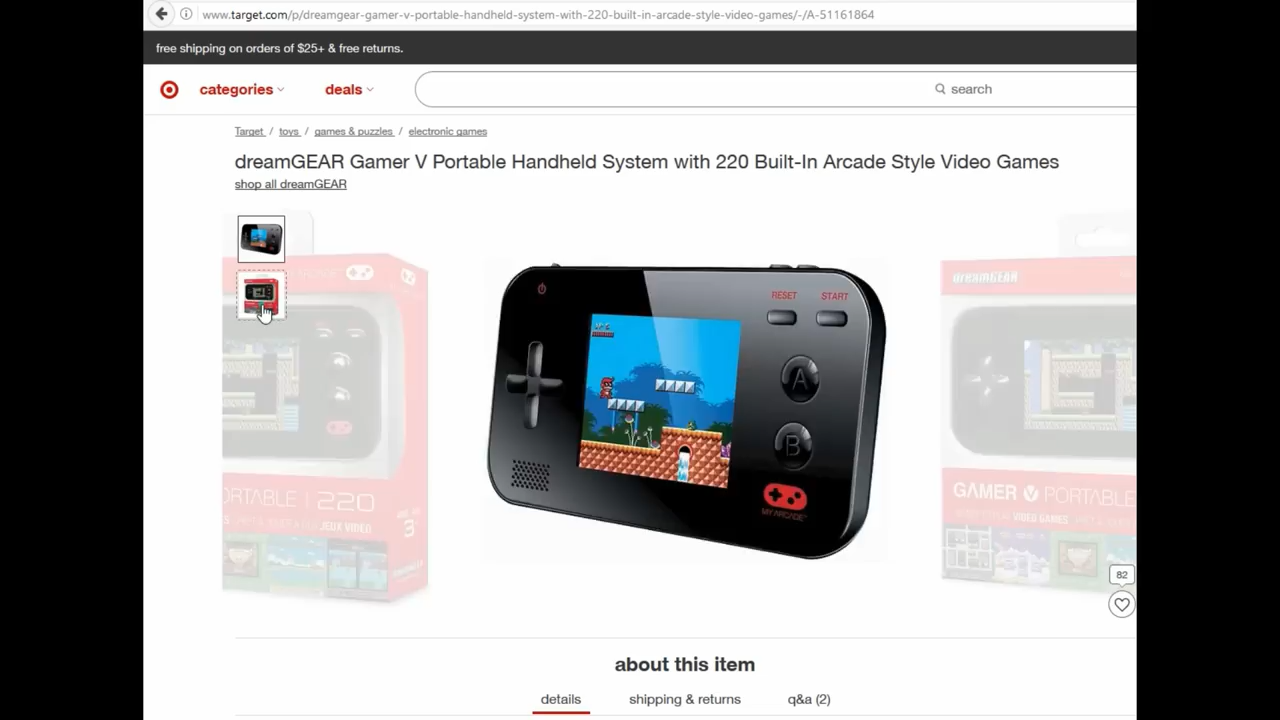 www.target.com/p/dreamgear-gamer-v-portable-handheld-system-with-220-built-in-arcade-style-video-games/-/A-51161864
free shipping on orders of $25+ & free returns.
categories
deals
search
Target / toys / games & puzzles / electronic games
dreamGEAR Gamer V Portable Handheld System with 220 Built-In Arcade Style Video Games
shop all dreamGEAR
RESET START
A
B
MY ARCADE
ORTABLE | 220
JEUX VIDÉO
3
dreamGEAR
GAMER V PORTABLE
VIDEO GAMES
82
about this item
details
shipping & returns
q&a (2)